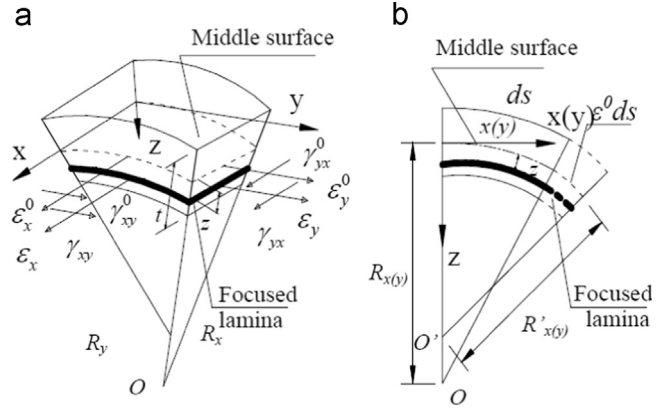 a
Middle surface
y
x
z
γ⁰yx
ε⁰x
γ⁰xy
t
z
ε⁰y
εx
γxy
εy
γyx
Focused
lamina
Ry
Rx
O
b
Middle surface
ds
x(y)
x(y)
ε⁰ds
z
Rx(y)
z
Focused
lamina
R'x(y)
O'
O